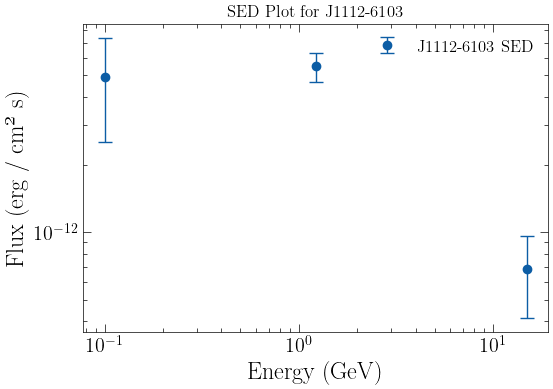 SED Plot for J1112-6103
J1112-6103 SED
Flux (erg / cm² s)
10⁻¹²
10⁻¹ 10⁰ 10¹
Energy (GeV)